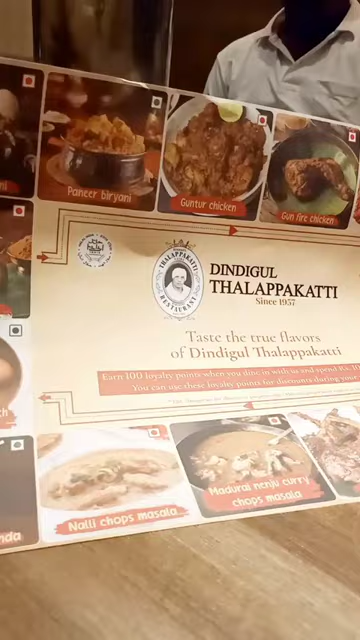 Paneer biryani
Guntur chicken
Gun fire chicken
THALAPPAKATTI
RESTAURANT
DINDIGUL
THALAPPAKATTI
Since 1957
Taste the true flavors
of Dindigul Thalappakatti
Earn 100 loyalty points when you dine in with us and spend Rs.
You can use these loyalty points for discounts during your
Nalli chops masala
Madurai nenju curry
chops masala